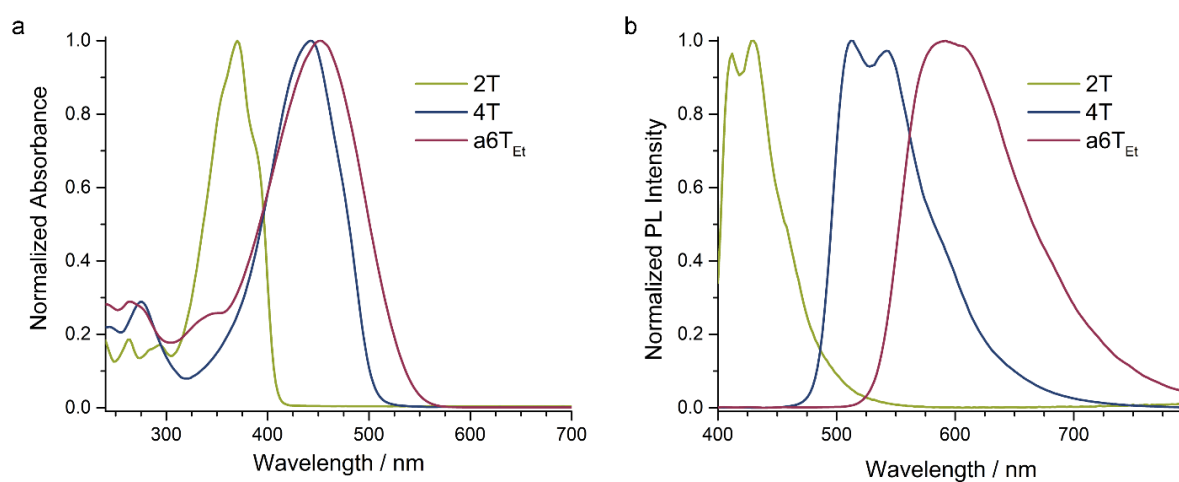 a
Normalized Absorbance
1.0
0.8
0.6
0.4
0.2
0.0
2T
4T
a6T_Et
300 400 500 600 700
Wavelength / nm
b
Normalized PL Intensity
1.0
0.8
0.6
0.4
0.2
0.0
2T
4T
a6T_Et
400 500 600 700
Wavelength / nm